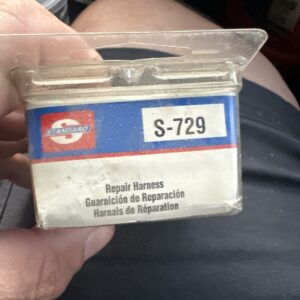 STANDARD
S-729
Repair Harness
Guarnición de Reparación
Harnais de Réparation